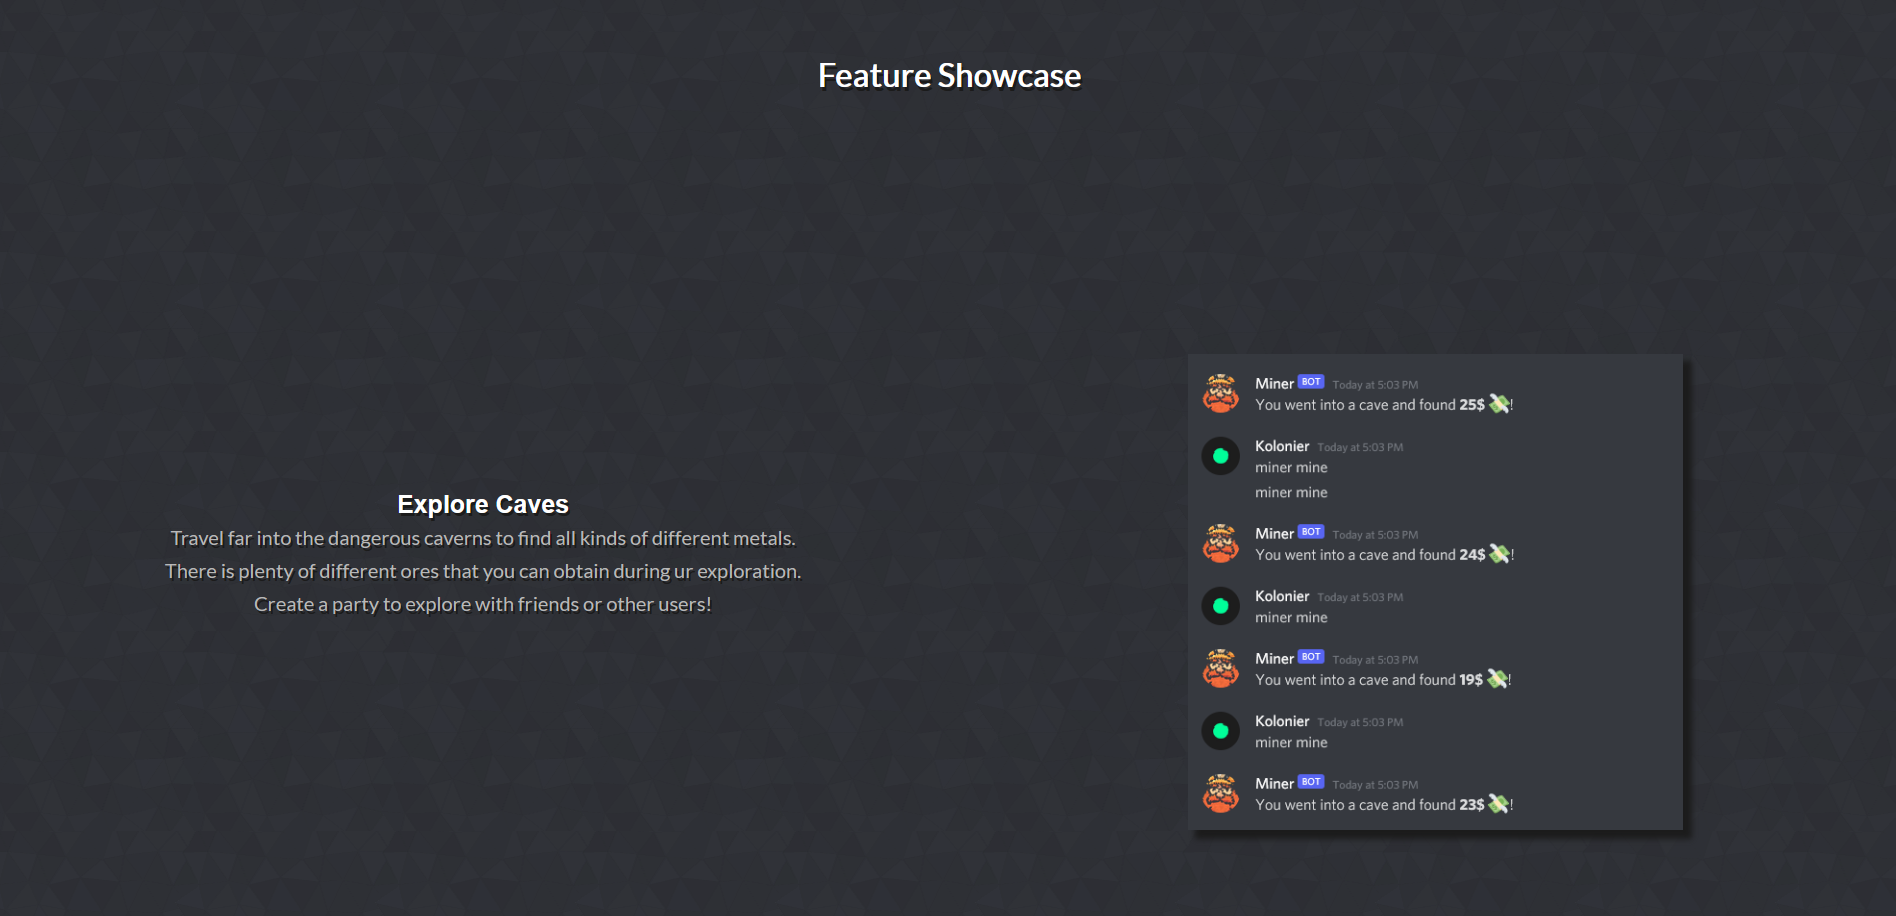 Feature Showcase
Explore Caves
Travel far into the dangerous caverns to find all kinds of different metals.
There is plenty of different ores that you can obtain during ur exploration.
Create a party to explore with friends or other users!
Miner BOT Today at 5:03 PM
You went into a cave and found 25$ 💸!
Kolonier Today at 5:03 PM
miner mine
miner mine
Miner BOT Today at 5:03 PM
You went into a cave and found 24$ 💸!
Kolonier Today at 5:03 PM
miner mine
Miner BOT Today at 5:03 PM
You went into a cave and found 19$ 💸!
Kolonier Today at 5:03 PM
miner mine
Miner BOT Today at 5:03 PM
You went into a cave and found 23$ 💸!